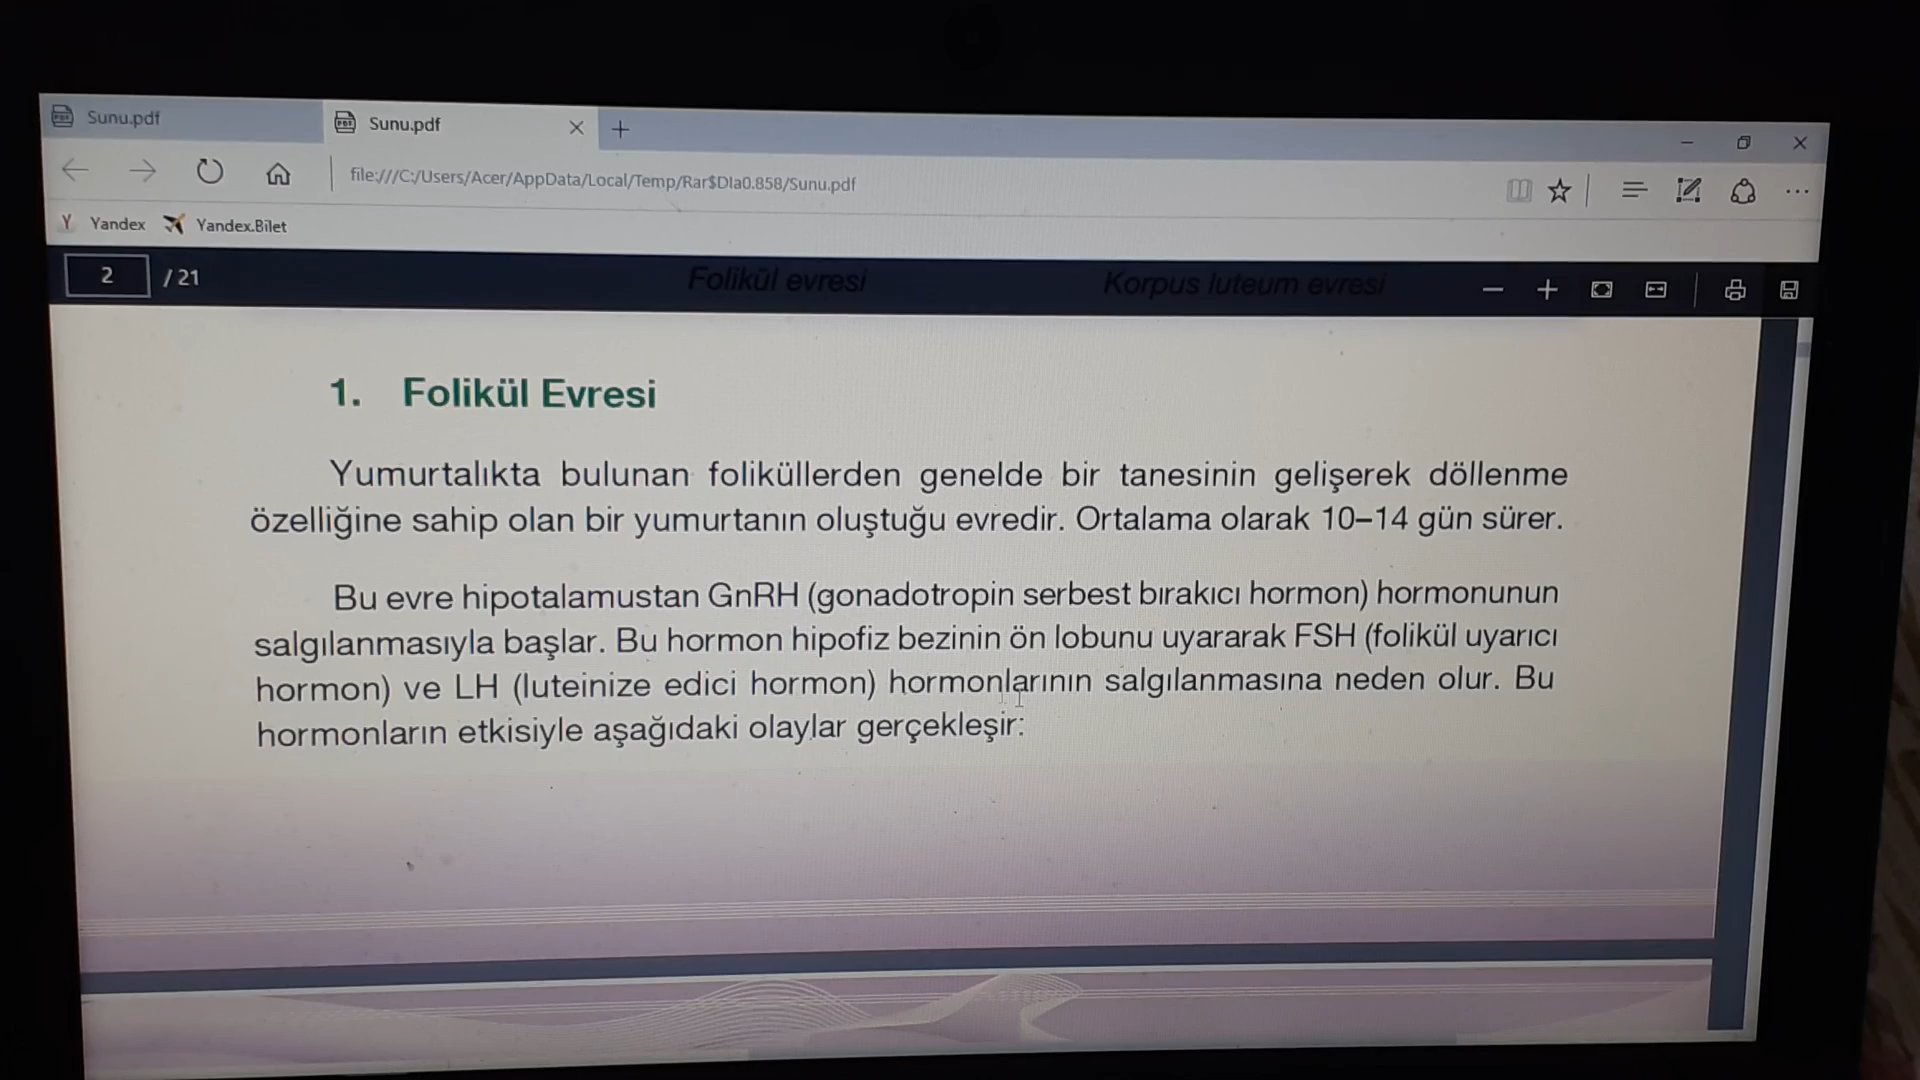 Sunu.pdf
Sunu.pdf
file:///C:/Users/Acer/AppData/Local/Temp/Rar$DIa0.858/Sunu.pdf
Y Yandex Yandex.Bilet
2 / 21 Folikül evresi Korpus luteum evresi
1. Folikül Evresi
Yumurtalıkta bulunan foliküllerden genelde bir tanesinin gelişerek döllenme
özelliğine sahip olan bir yumurtanın oluştuğu evredir. Ortalama olarak 10–14 gün sürer.
Bu evre hipotalamustan GnRH (gonadotropin serbest bırakıcı hormon) hormonunun
salgılanmasıyla başlar. Bu hormon hipofiz bezinin ön lobunu uyararak FSH (folikül uyarıcı
hormon) ve LH (luteinize edici hormon) hormonlarının salgılanmasına neden olur. Bu
hormonların etkisiyle aşağıdaki olaylar gerçekleşir: